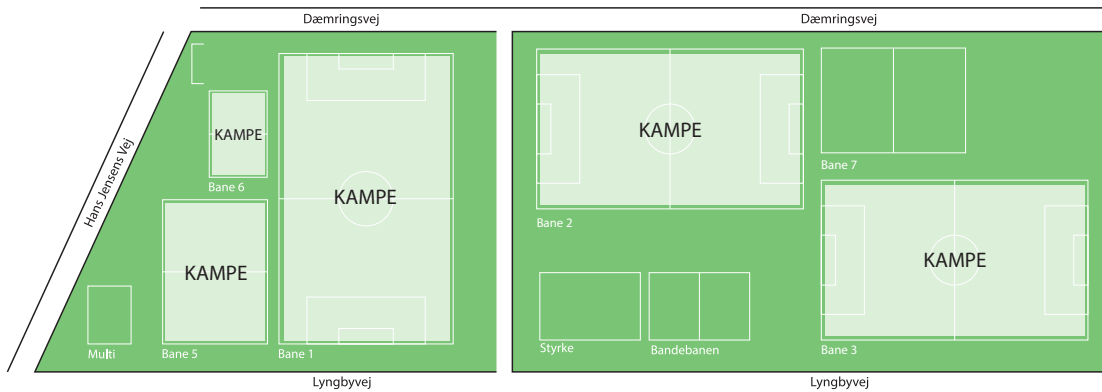 Dæmringsvej
Dæmringsvej
Hans Jensens Vej
KAMPE
Bane 6
KAMPE
KAMPE
Multi
Bane 5
Bane 1
Lyngbyvej
KAMPE
Bane 2
Bane 7
KAMPE
Styrke
Bandebanen
Bane 3
Lyngbyvej